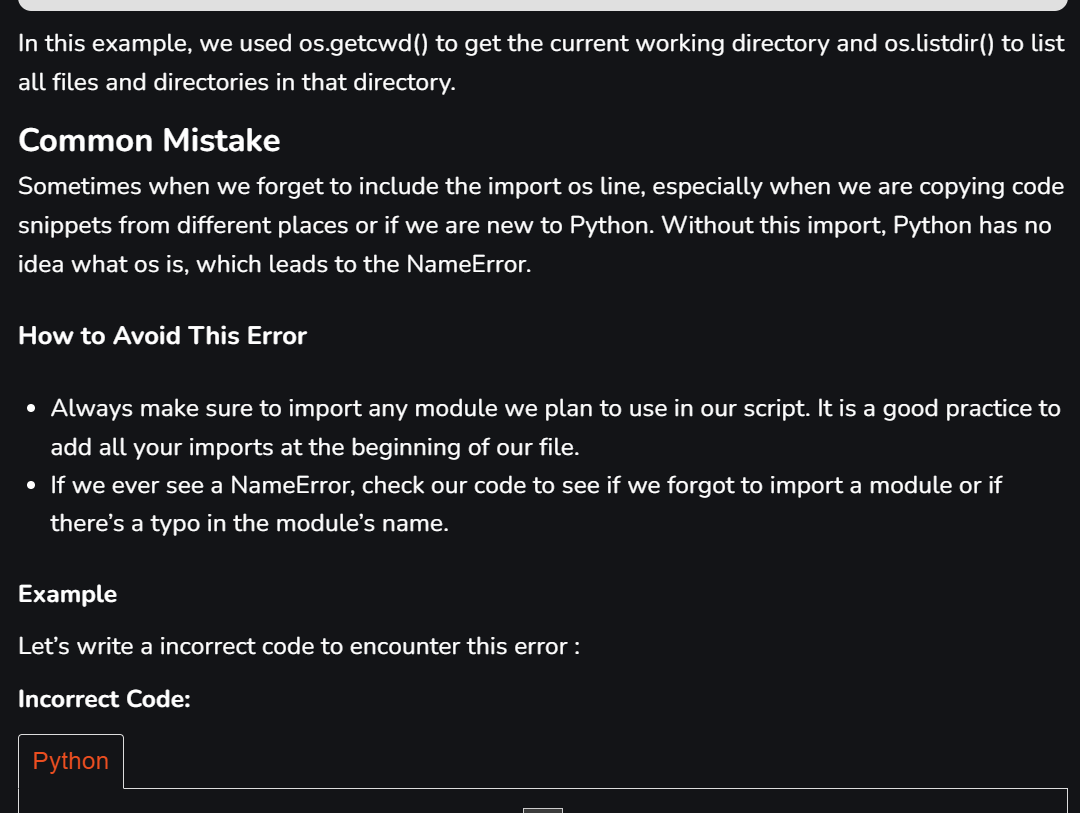 In this example, we used os.getcwd() to get the current working directory and os.listdir() to list
all files and directories in that directory.
Common Mistake
Sometimes when we forget to include the import os line, especially when we are copying code
snippets from different places or if we are new to Python. Without this import, Python has no
idea what os is, which leads to the NameError.
How to Avoid This Error
• Always make sure to import any module we plan to use in our script. It is a good practice to
add all your imports at the beginning of our file.
• If we ever see a NameError, check our code to see if we forgot to import a module or if
there’s a typo in the module’s name.
Example
Let’s write a incorrect code to encounter this error :
Incorrect Code:
Python